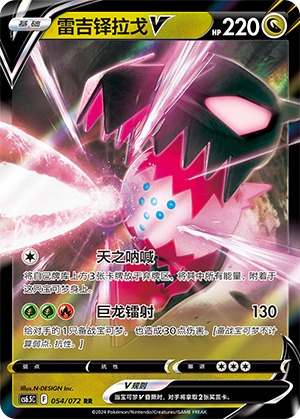 基础
雷吉铎拉戈V
HP 220
天之呐喊
将自己牌库上方3张卡牌放于弃牌区，将其中所有能量，附着于
这只宝可梦身上。
巨龙镭射 130
给对手的1只备战宝可梦，也造成30点伤害。[备战宝可梦不计
算弱点、抗性。]
弱点 抗性 撤退
Illus.N-DESIGN Inc.
CS6.5C F 054/072 RR
V规则
当宝可梦V昏厥时，对手将拿取2张奖赏卡。
©2024 Pokémon/Nintendo/Creatures/GAME FREAK.